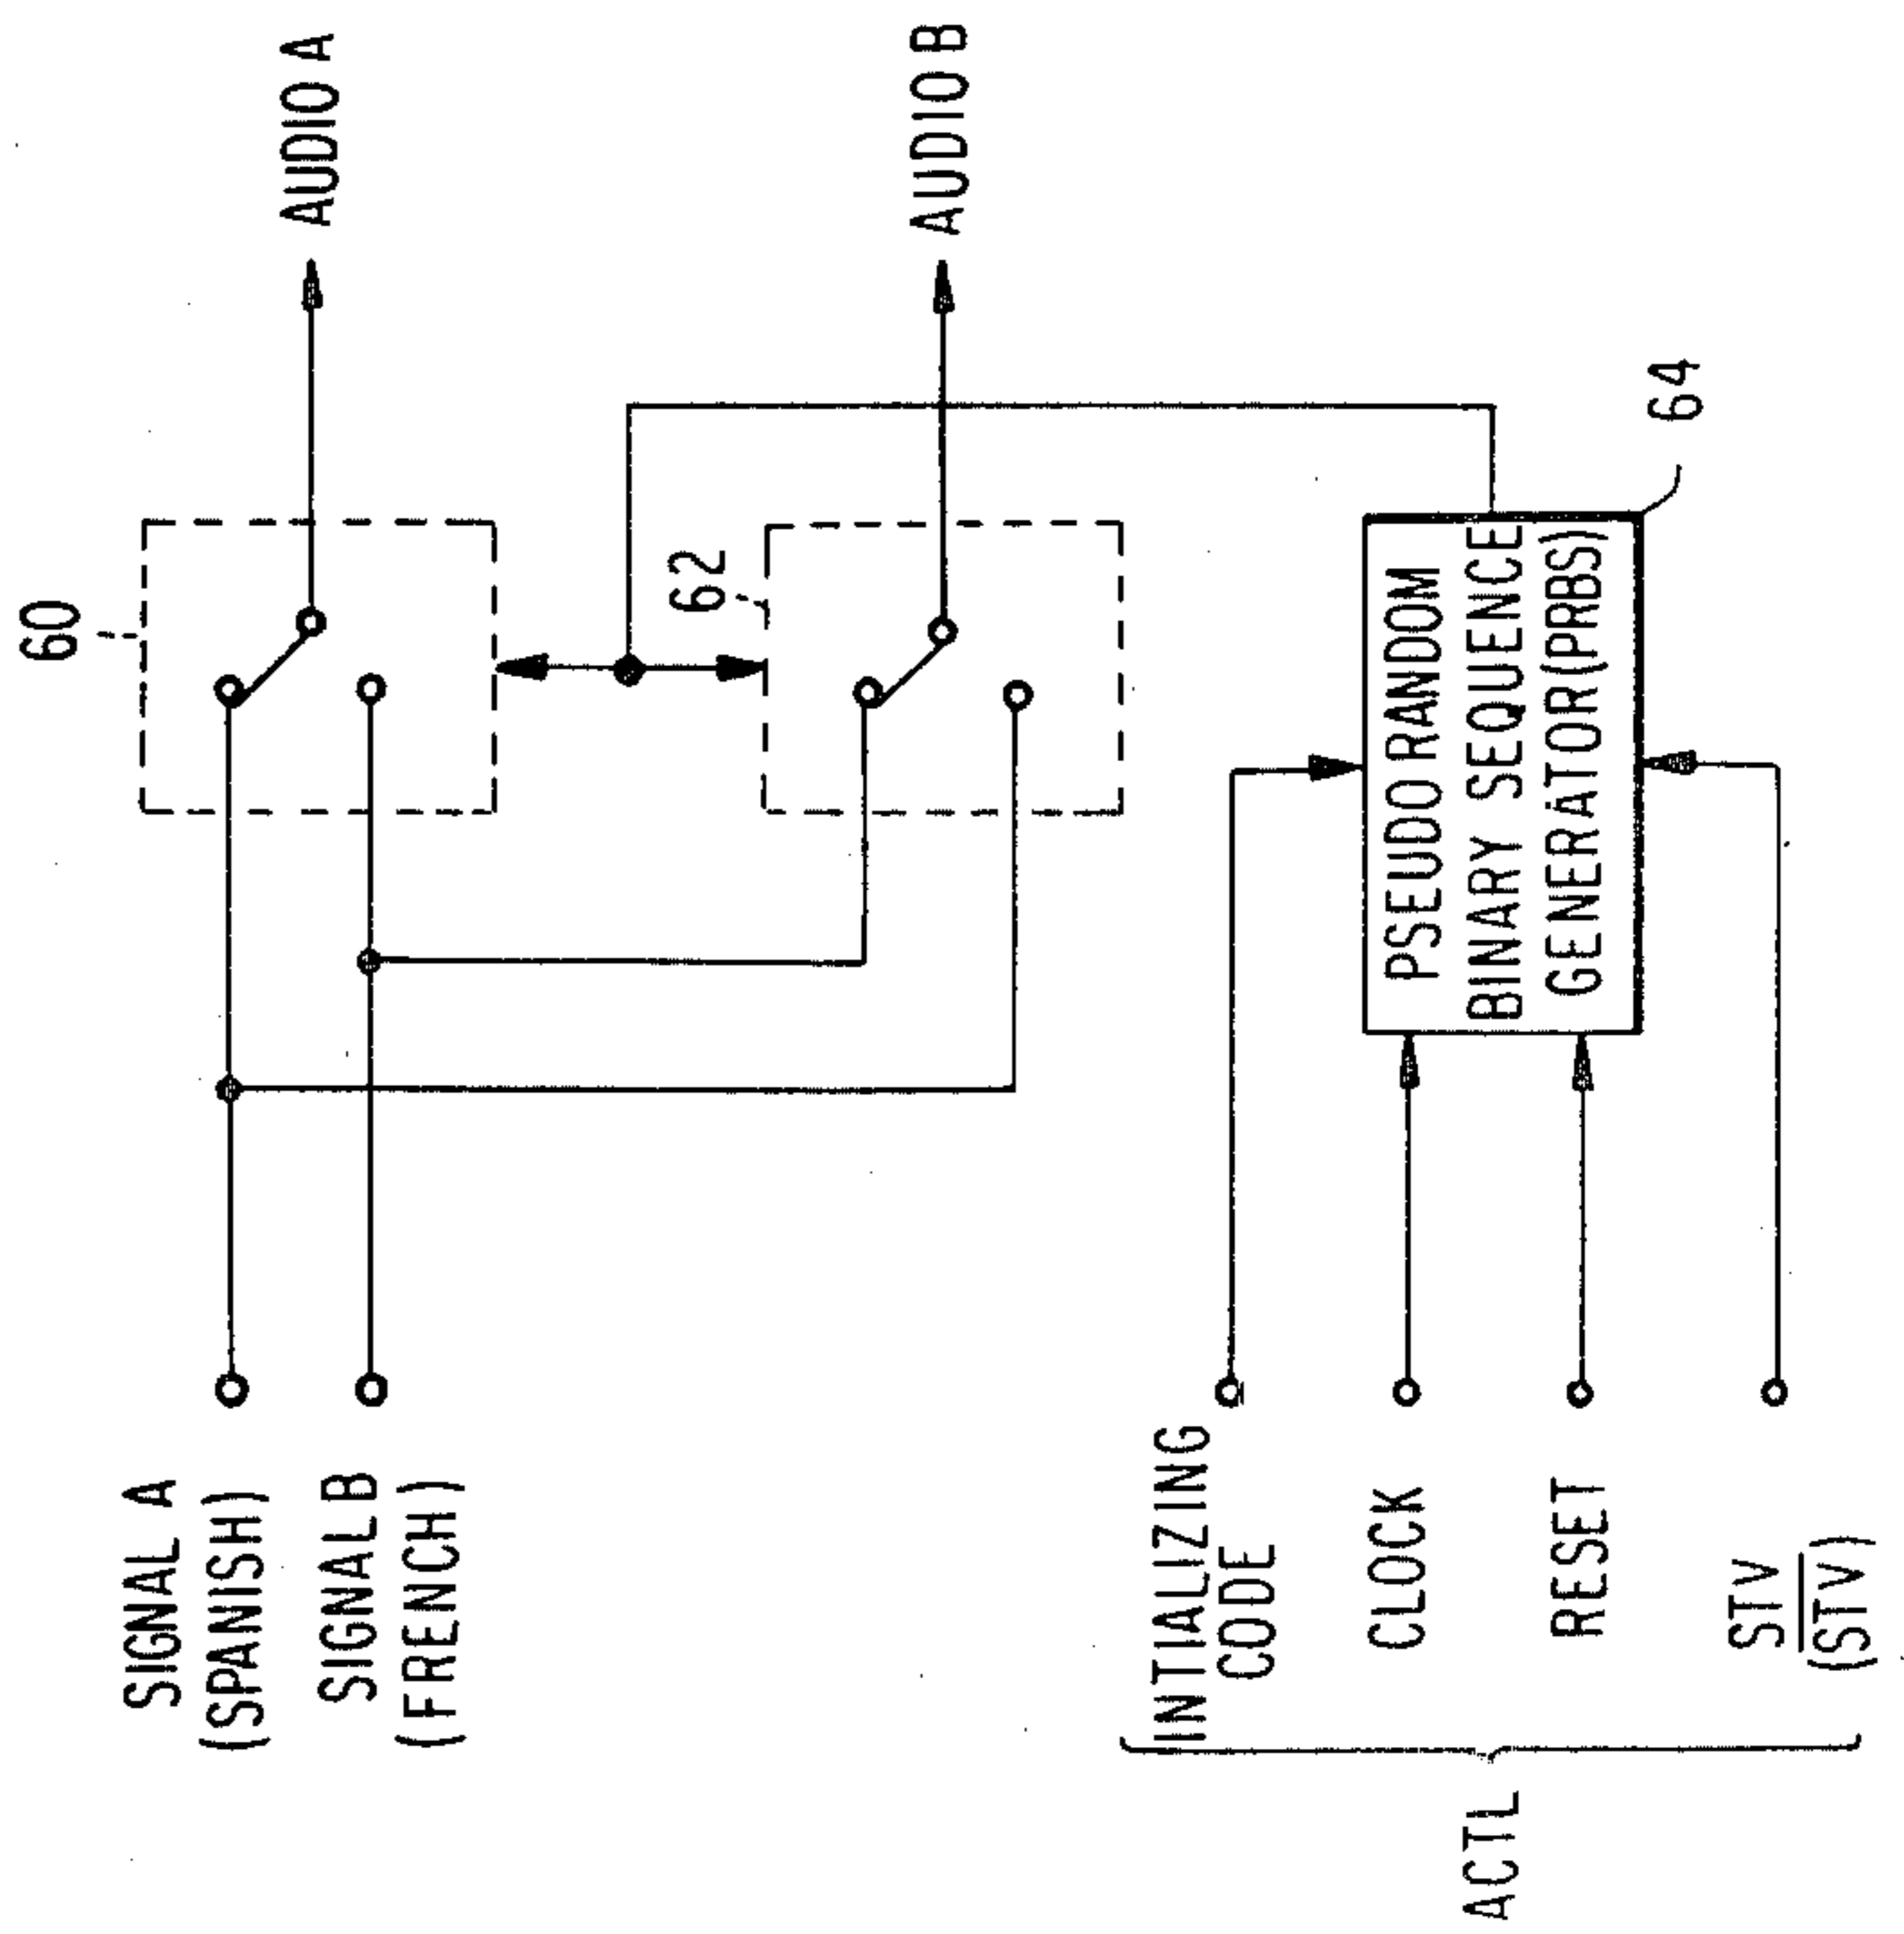 SIGNAL A
(SPANISH)
SIGNAL B
(FRENCH)
60
AUDIO A
62
AUDIO B
ACTL
INTIALIZING
CODE
CLOCK
RESET
STV
(S̅T̅V̅)
PSEUDO RANDOM
BINARY SEQUENCE
GENERATOR (PRBS)
64